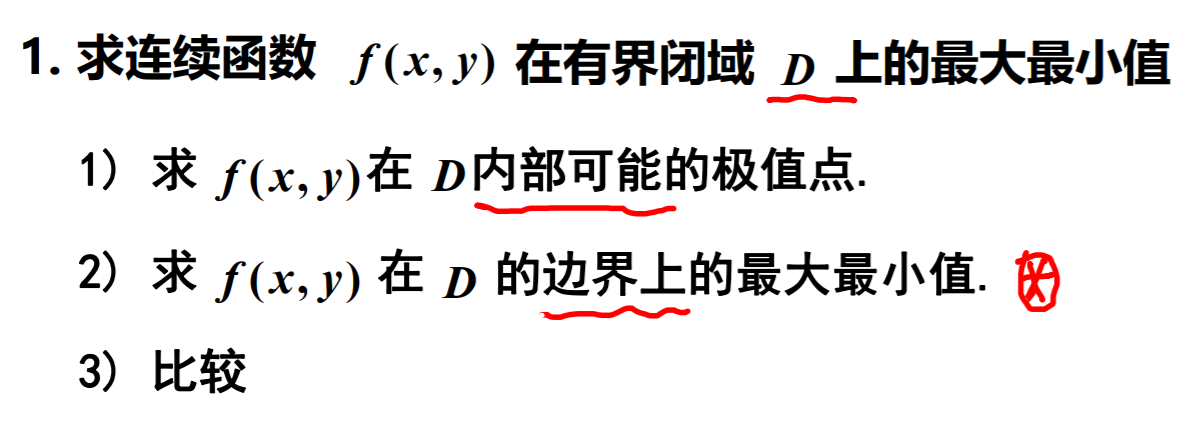 1. 求连续函数 f(x, y) 在有界闭域 D 上的最大最小值
1) 求 f(x, y)在 D内部可能的极值点.
2) 求 f(x, y) 在 D 的边界上的最大最小值.
3) 比较